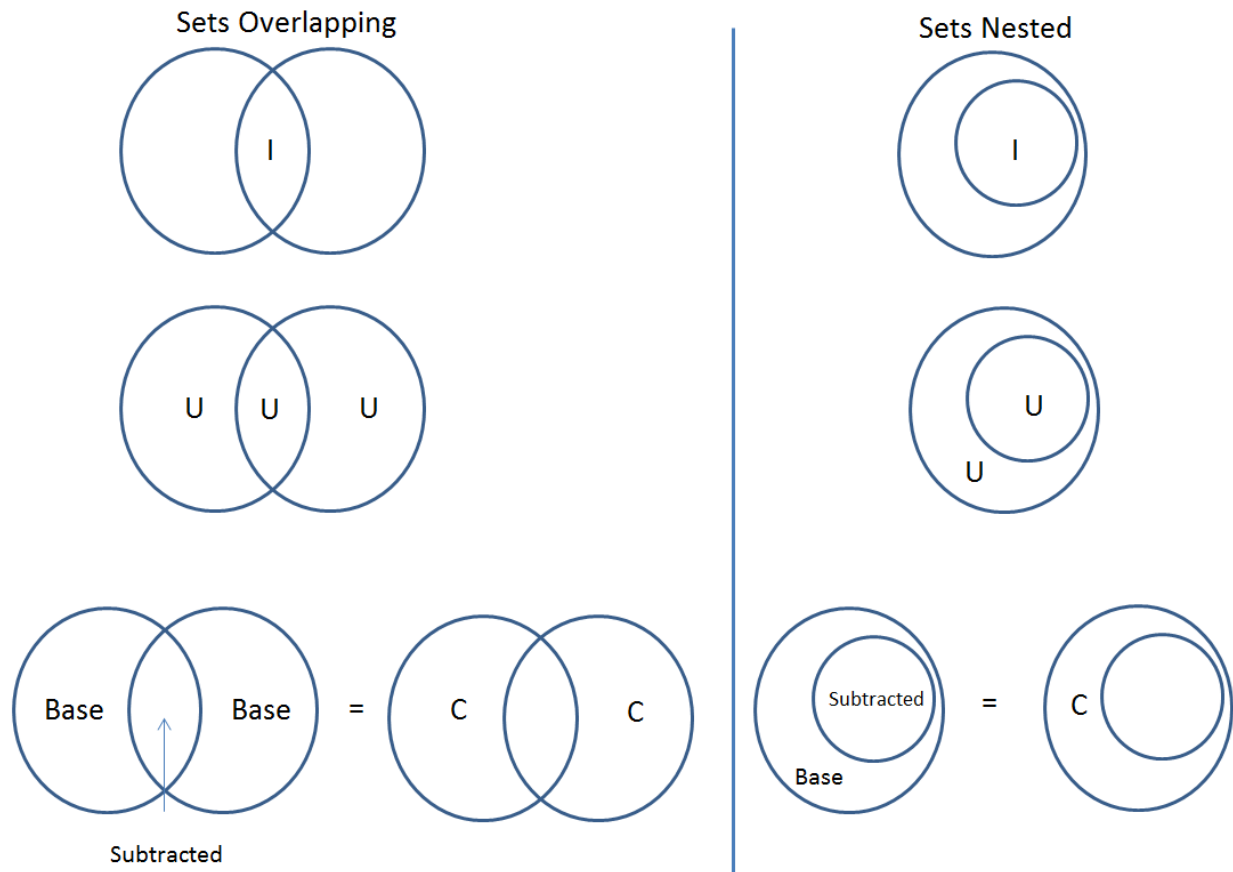 Sets Overlapping
I
U U U
Base Base = C C
Subtracted
Sets Nested
I
U
U
Subtracted = C
Base